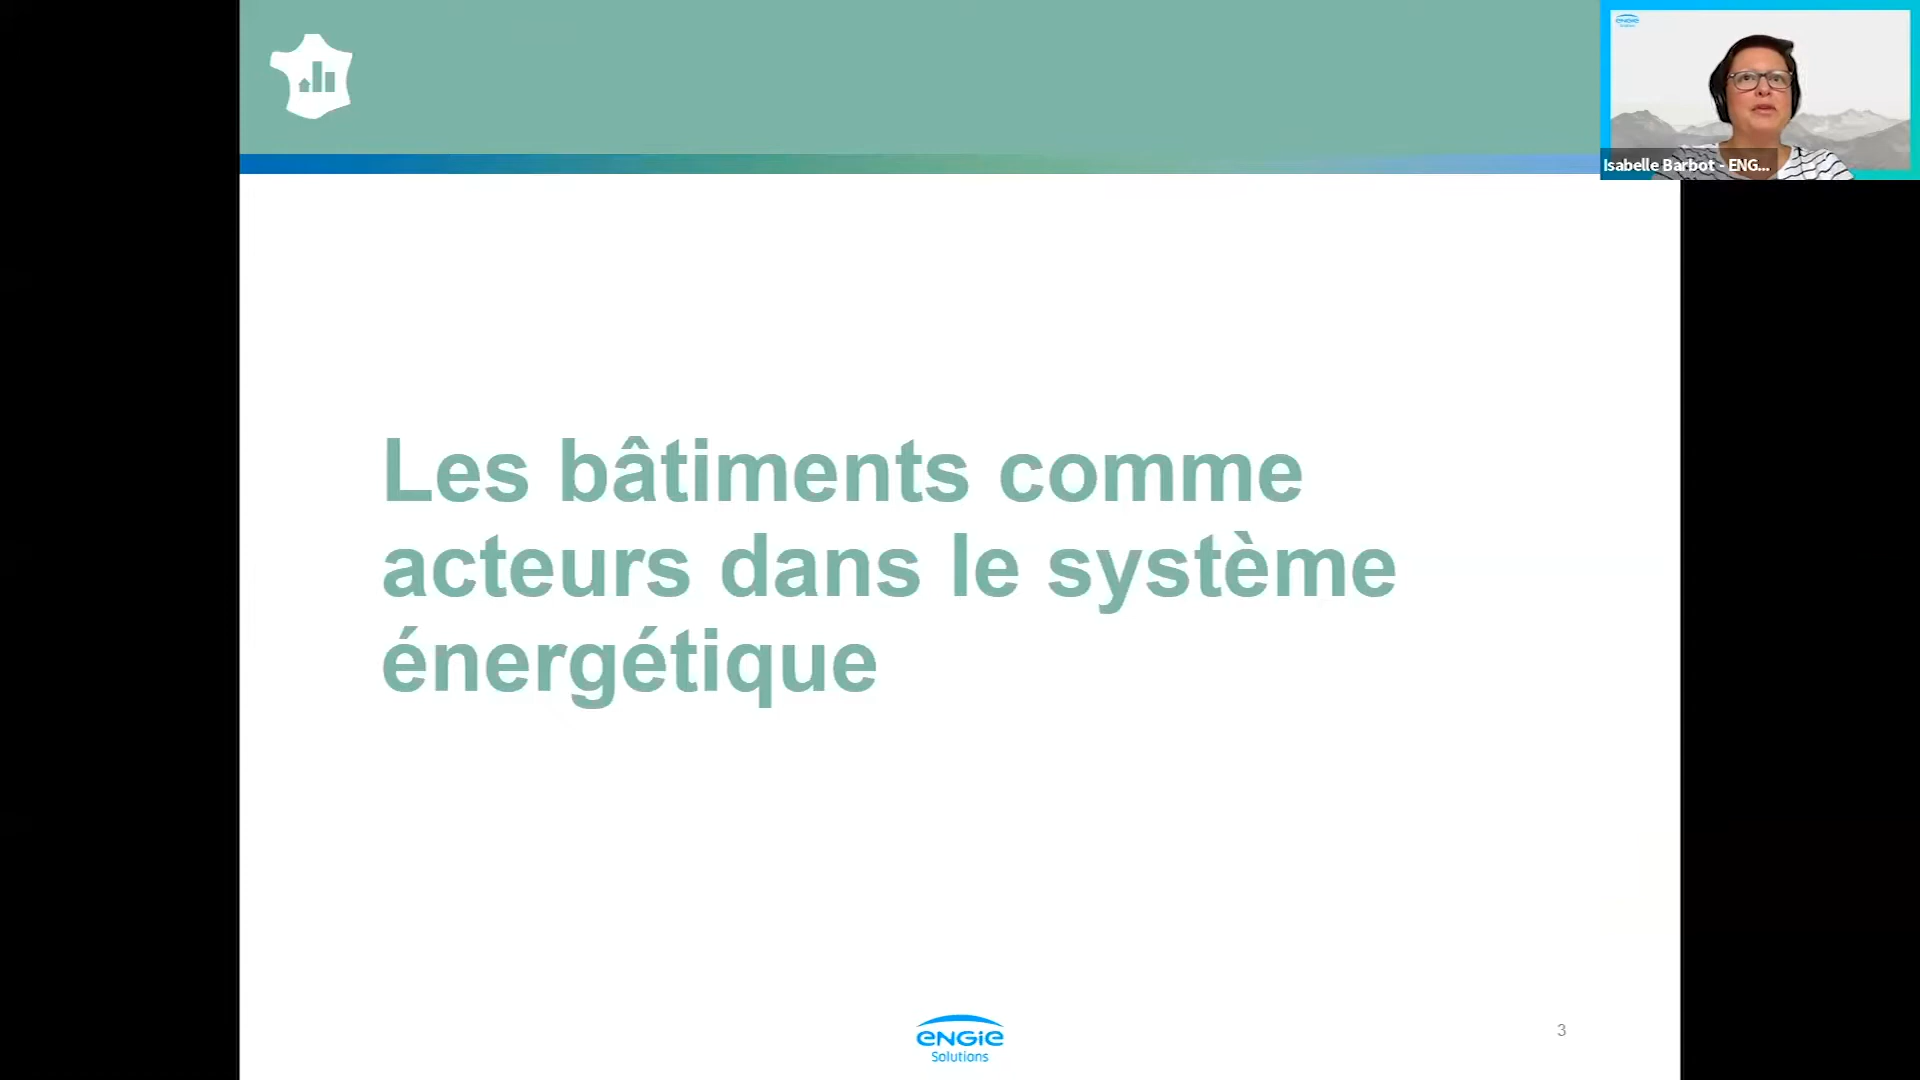 Isabelle Barbot - ENG...
Les bâtiments comme
acteurs dans le système
énergétique
ENGIE
Solutions
3